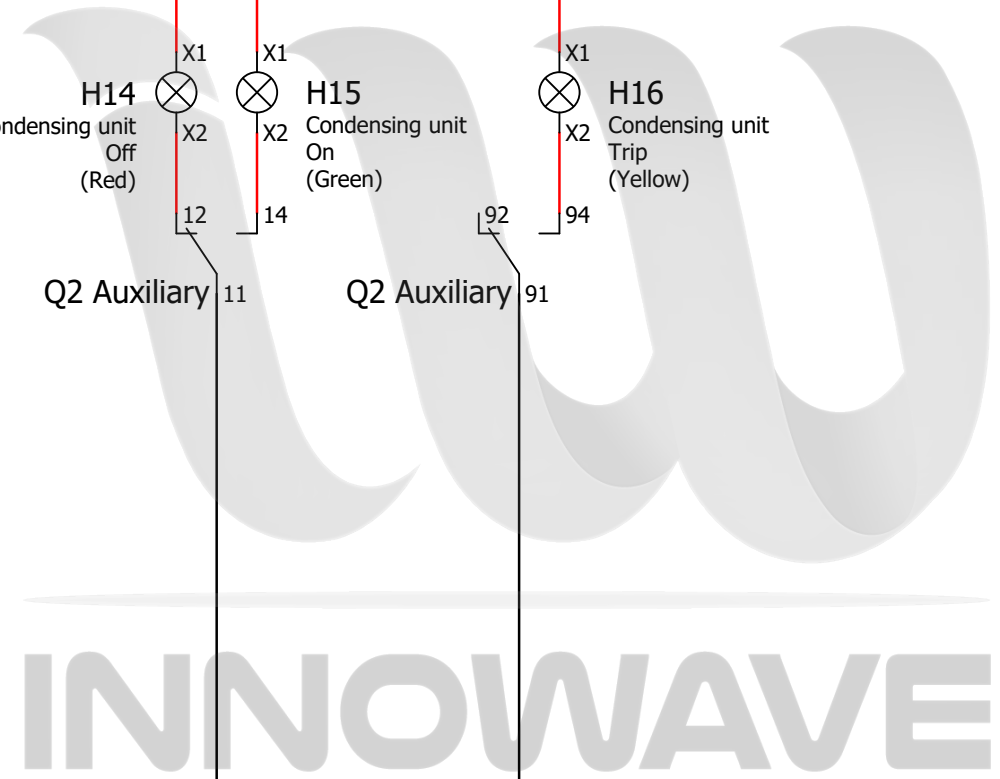 X1
X1
X1
H14
H15
H16
ondensing unit
Off
(Red)
X2
X2
Condensing unit
On
(Green)
X2
Condensing unit
Trip
(Yellow)
12
14
92
94
Q2 Auxiliary
11
Q2 Auxiliary
91
INNOWAVE